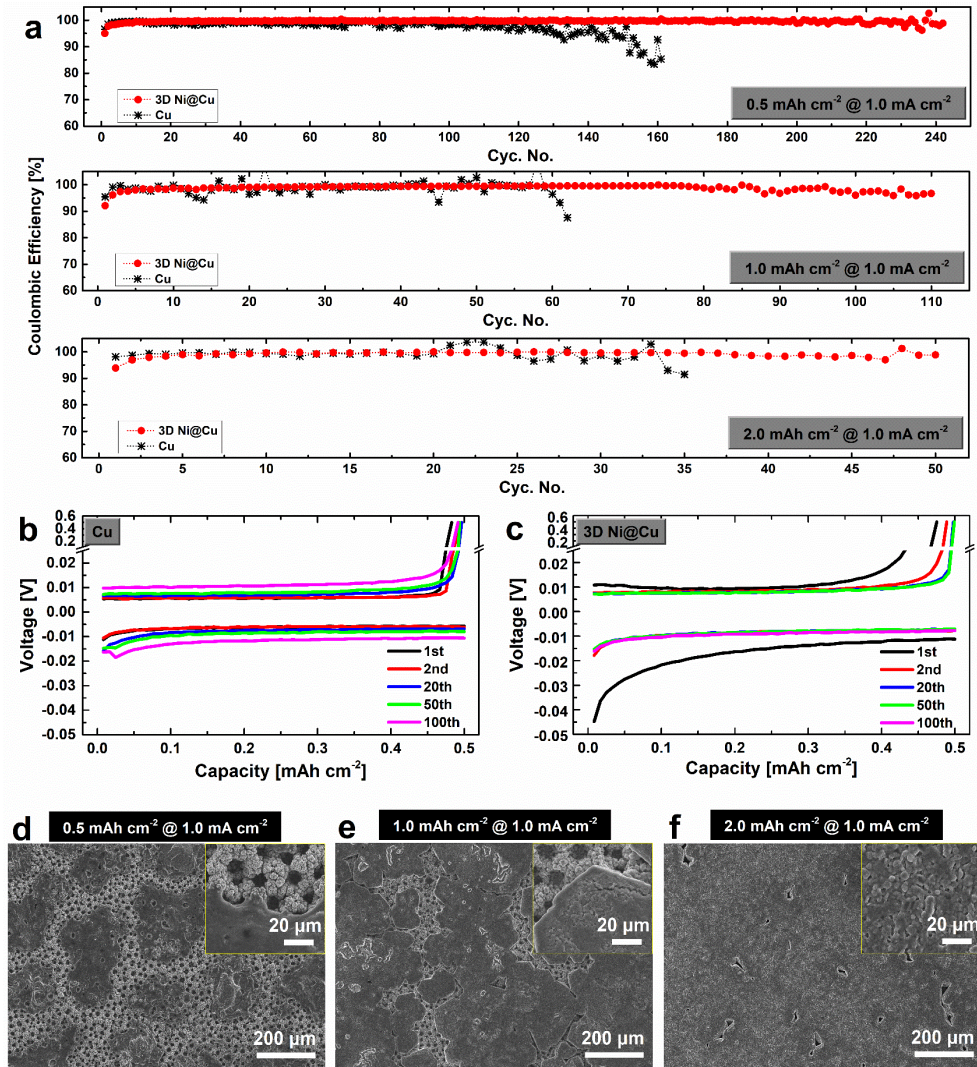 a
Coulombic Efficiency [%]
100
90
80
70
60
3D Ni@Cu
Cu
0.5 mAh cm⁻² @ 1.0 mA cm⁻²
0 20 40 60 80 100 120 140 160 180 200 220 240
Cyc. No.
100
90
80
70
60
3D Ni@Cu
Cu
1.0 mAh cm⁻² @ 1.0 mA cm⁻²
0 10 20 30 40 50 60 70 80 90 100 110
Cyc. No.
100
90
80
70
60
3D Ni@Cu
Cu
2.0 mAh cm⁻² @ 1.0 mA cm⁻²
0 5 10 15 20 25 30 35 40 45 50
Cyc. No.
b
Cu
Voltage [V]
0.6
0.4
0.2
0.02
0.01
0.00
-0.01
-0.02
-0.03
-0.04
-0.05
1st
2nd
20th
50th
100th
0.0 0.1 0.2 0.3 0.4 0.5
Capacity [mAh cm⁻²]
c
3D Ni@Cu
Voltage [V]
0.6
0.4
0.2
0.02
0.01
0.00
-0.01
-0.02
-0.03
-0.04
-0.05
1st
2nd
20th
50th
100th
0.0 0.1 0.2 0.3 0.4 0.5
Capacity [mAh cm⁻²]
d
0.5 mAh cm⁻² @ 1.0 mA cm⁻²
20 µm
200 µm
e
1.0 mAh cm⁻² @ 1.0 mA cm⁻²
20 µm
200 µm
f
2.0 mAh cm⁻² @ 1.0 mA cm⁻²
20 µm
200 µm